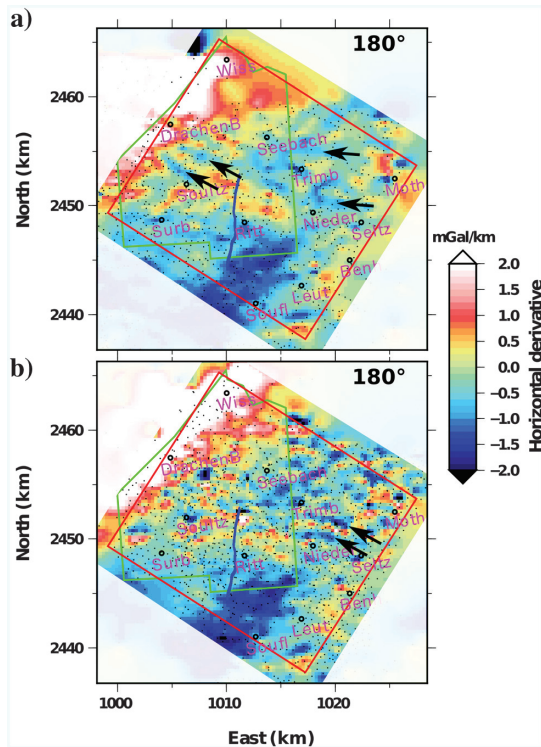 a)
180°
2460
2450
2440
North (km)
Wiss
DrachenB
Seebach
Soultz
Trimb
Moth
Surb
Ritt
Nieder
Seltz
Beni
Leut
Soufl
mGal/km
2.0
1.5
1.0
0.5
0.0
−0.5
−1.0
−1.5
−2.0
Horizontal derivative
b)
180°
2460
2450
2440
North (km)
Wiss
DrachenB
Seebach
Soultz
Trimb
Moth
Surb
Ritt
Nieder
Seltz
Beni
Leut
Soufl
1000
1010
1020
East (km)